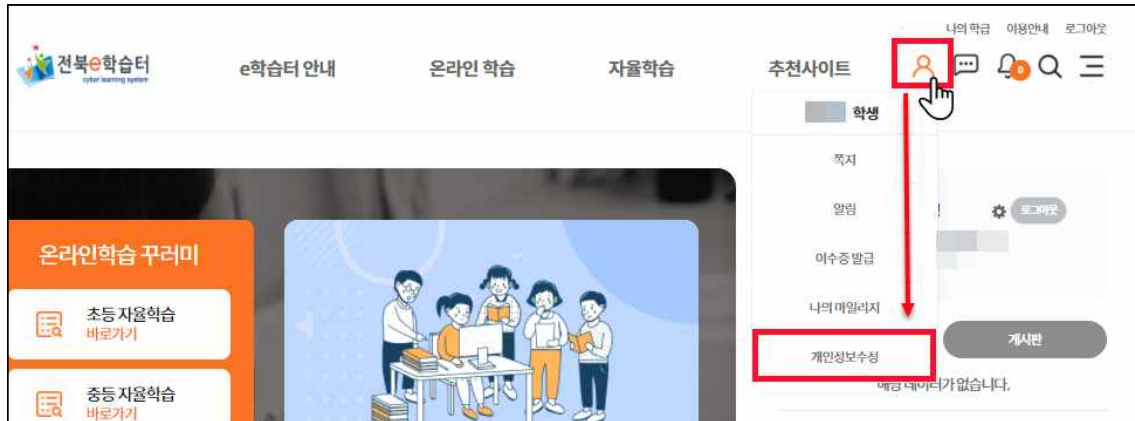 나의 학급 이용안내 로그아웃
전북e학습터
cyber learning system
e학습터 안내 온라인 학습 자율학습 추천사이트
0
학생
쪽지
알림
로그아웃
온라인학습 꾸러미
이수증 발급
초등 자율학습
바로가기
나의 마일리지
게시판
개인정보수정
해당 데이터가 없습니다.
중등 자율학습
바로가기